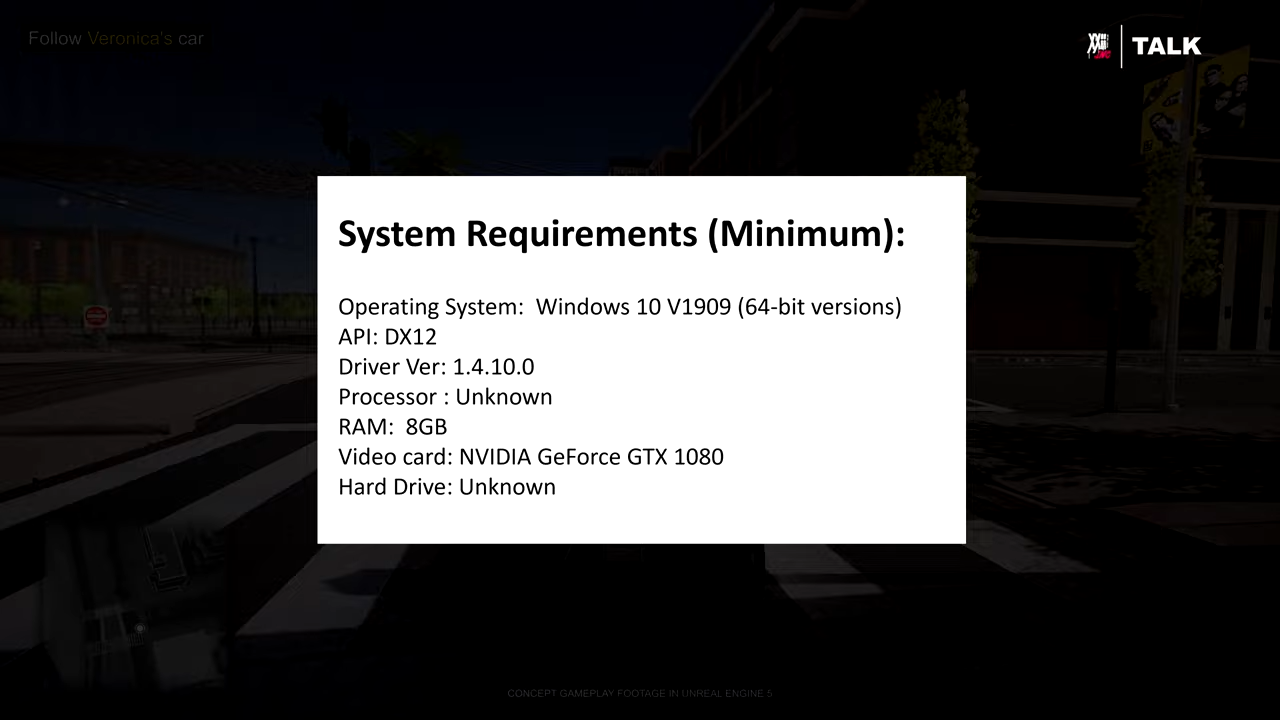 Follow Veronica's car
TALK
System Requirements (Minimum):
Operating System:  Windows 10 V1909 (64-bit versions)
API: DX12
Driver Ver: 1.4.10.0
Processor : Unknown
RAM:  8GB
Video card: NVIDIA GeForce GTX 1080
Hard Drive: Unknown
CONCEPT GAMEPLAY FOOTAGE IN UNREAL ENGINE 5